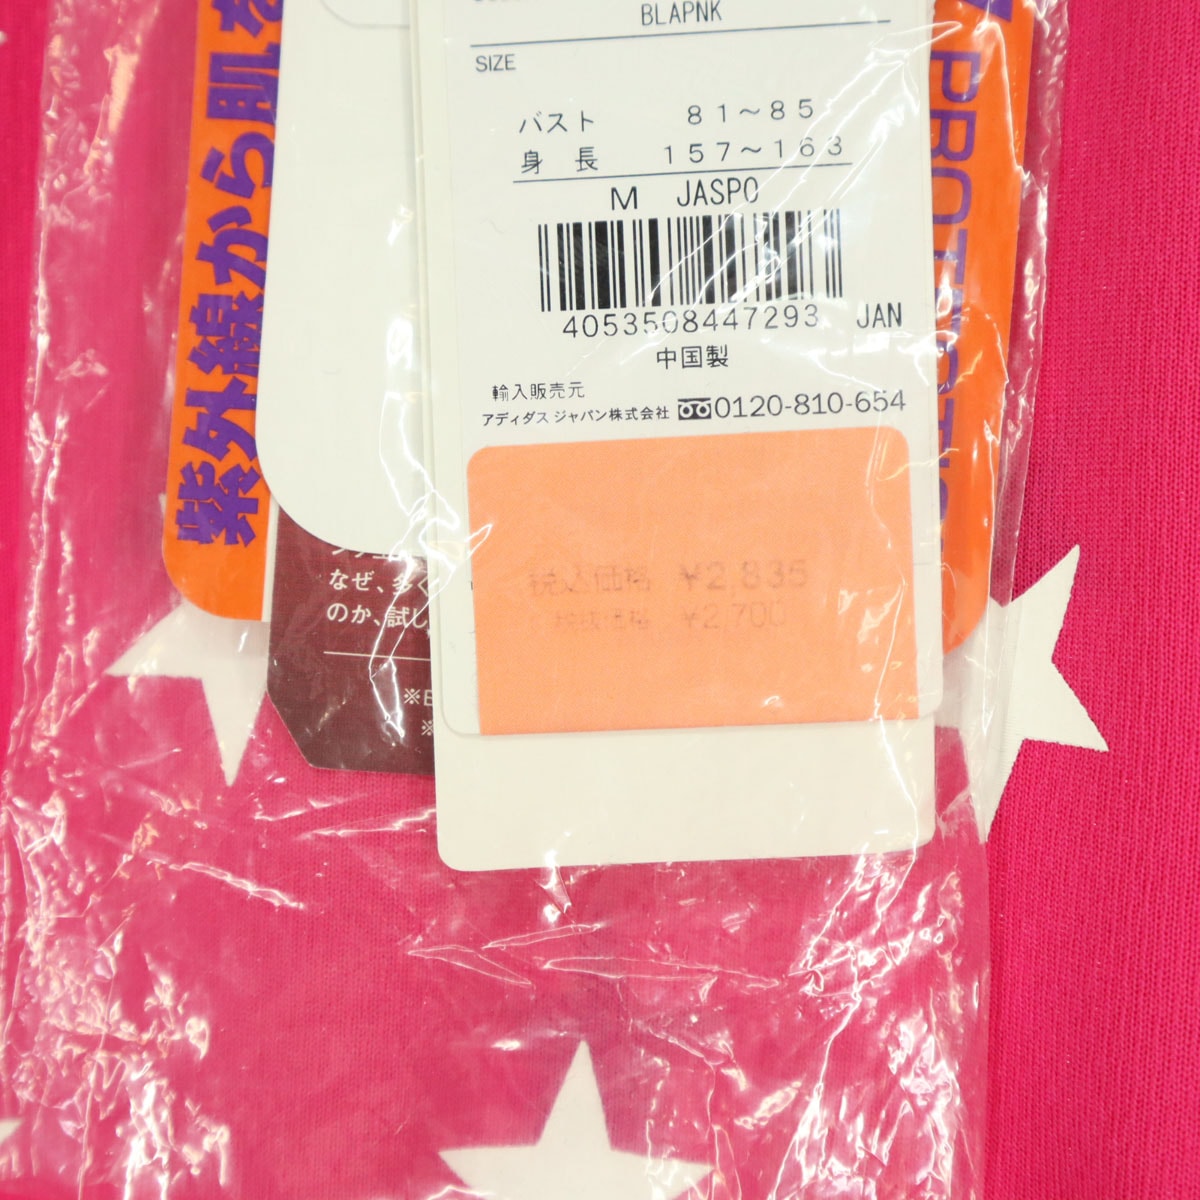 BLAPNK
SIZE
バスト 81～85
身長 157～163
M JASPO
4053508447293 JAN
中国製
輸入販売元
アディダス ジャパン株式会社 0120-810-654
税込価格 ¥2,835
税抜価格 ¥2,700
紫外線から肌を
PROTECTION
なぜ、多く
のか、試し
※E
※